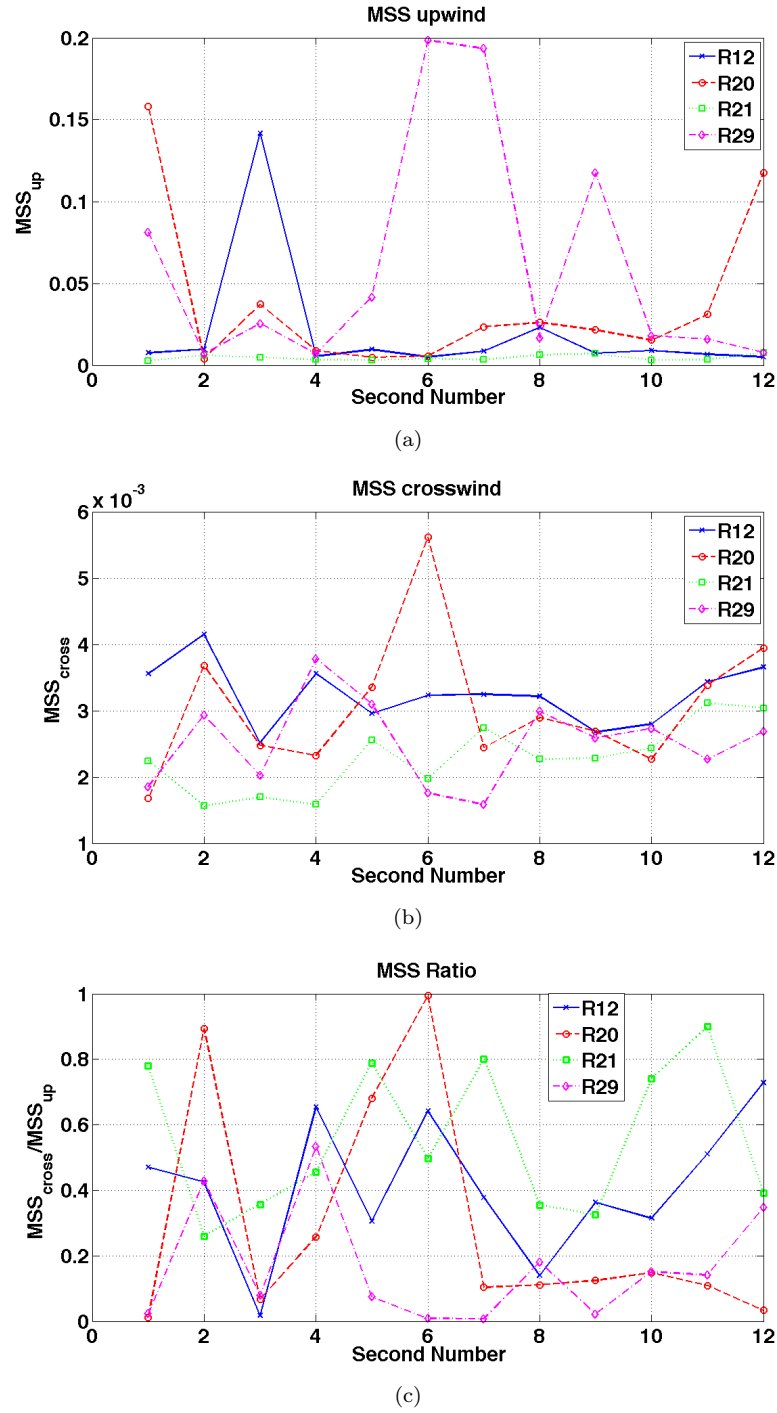 MSS upwind
0.2
0.15
0.1
0.05
0
MSS_up
R12
R20
R21
R29
0 2 4 6 8 10 12
Second Number
(a)
MSS crosswind
x 10^-3
6
5
4
3
2
1
MSS_cross
R12
R20
R21
R29
0 2 4 6 8 10 12
Second Number
(b)
MSS Ratio
1
0.8
0.6
0.4
0.2
0
MSS_cross/MSS_up
R12
R20
R21
R29
0 2 4 6 8 10 12
Second Number
(c)